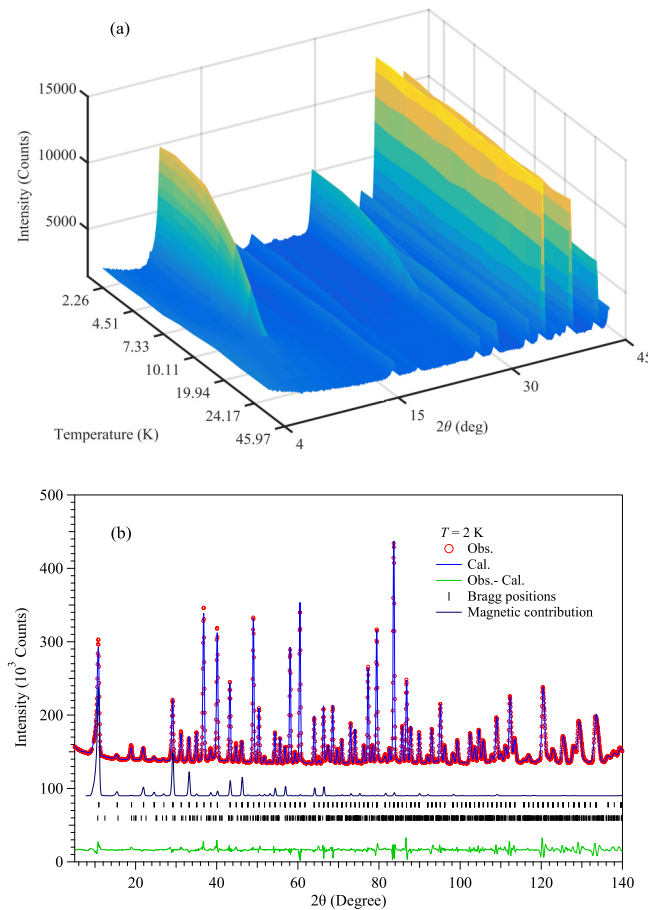 (a)
15000
10000
5000
Intensity (Counts)
2.26
4.51
7.33
10.11
19.94
24.17
45.97
Temperature (K)
4
15
30
45
2θ (deg)
(b)
500
400
300
200
100
0
Intensity (10³ Counts)
T = 2 K
Obs.
Cal.
Obs.- Cal.
Bragg positions
Magnetic contribution
20 40 60 80 100 120 140
2θ (Degree)